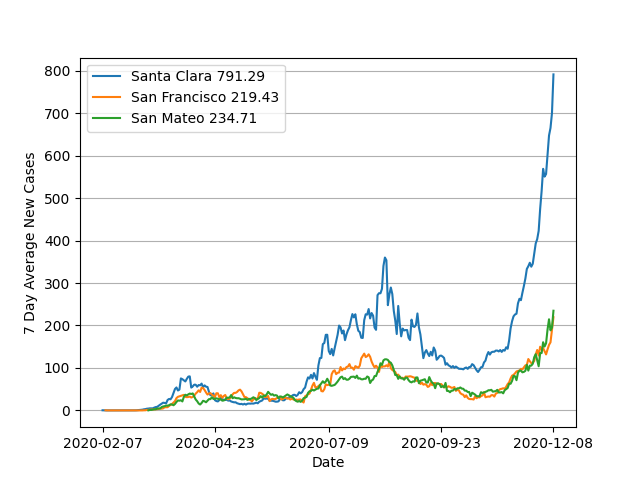 Santa Clara 791.29
San Francisco 219.43
San Mateo 234.71
800
700
600
500
400
300
200
100
0
7 Day Average New Cases
2020-02-07 2020-04-23 2020-07-09 2020-09-23 2020-12-08
Date